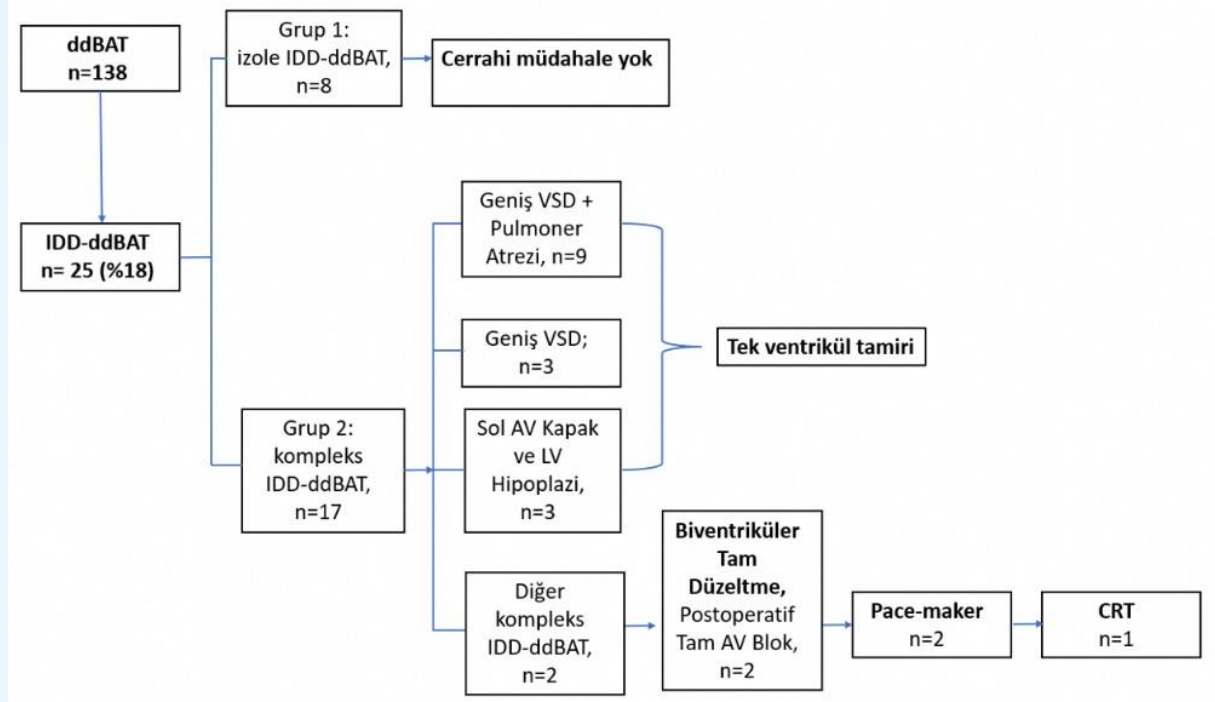 ddBAT
n=138
IDD-ddBAT
n= 25 (%18)
Grup 1:
izole IDD-ddBAT,
n=8
Cerrahi müdahale yok
Grup 2:
kompleks
IDD-ddBAT,
n=17
Geniş VSD +
Pulmoner
Atrezi, n=9
Geniş VSD;
n=3
Sol AV Kapak
ve LV
Hipoplazi,
n=3
Tek ventrikül tamiri
Diğer
kompleks
IDD-ddBAT,
n=2
Biventriküler
Tam
Düzeltme,
Postoperatif
Tam AV Blok,
n=2
Pace-maker
n=2
CRT
n=1